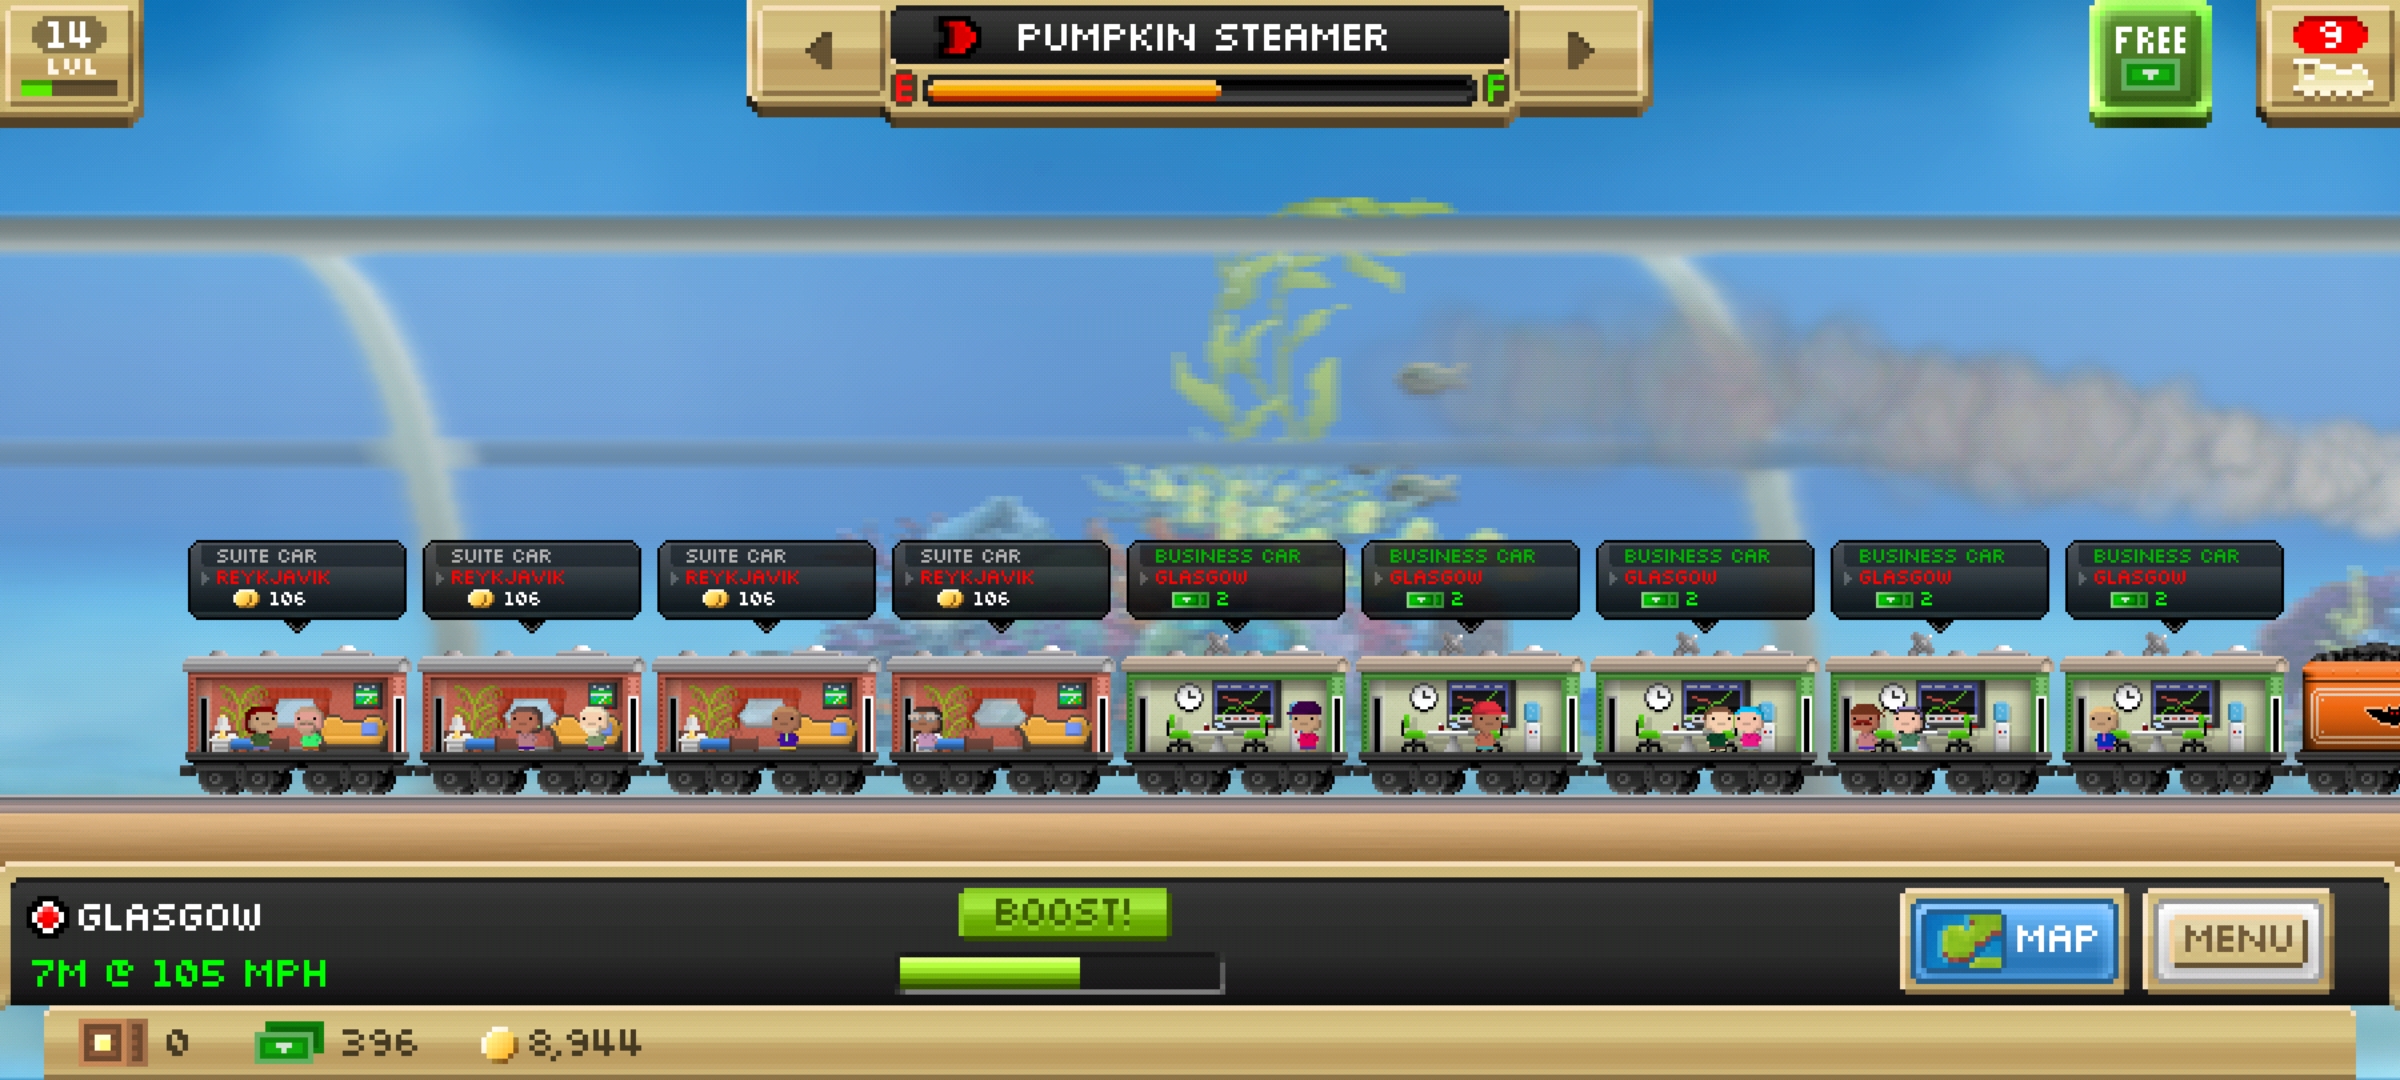 14
LVL
PUMPKIN STEAMER
E
F
FREE
9
SUITE CAR
REYKJAVIK
106
SUITE CAR
REYKJAVIK
106
SUITE CAR
REYKJAVIK
106
SUITE CAR
REYKJAVIK
106
BUSINESS CAR
GLASGOW
2
BUSINESS CAR
GLASGOW
2
BUSINESS CAR
GLASGOW
2
BUSINESS CAR
GLASGOW
2
BUSINESS CAR
GLASGOW
2
GLASGOW
7M @ 105 MPH
BOOST!
MAP
MENU
0
396
8,944